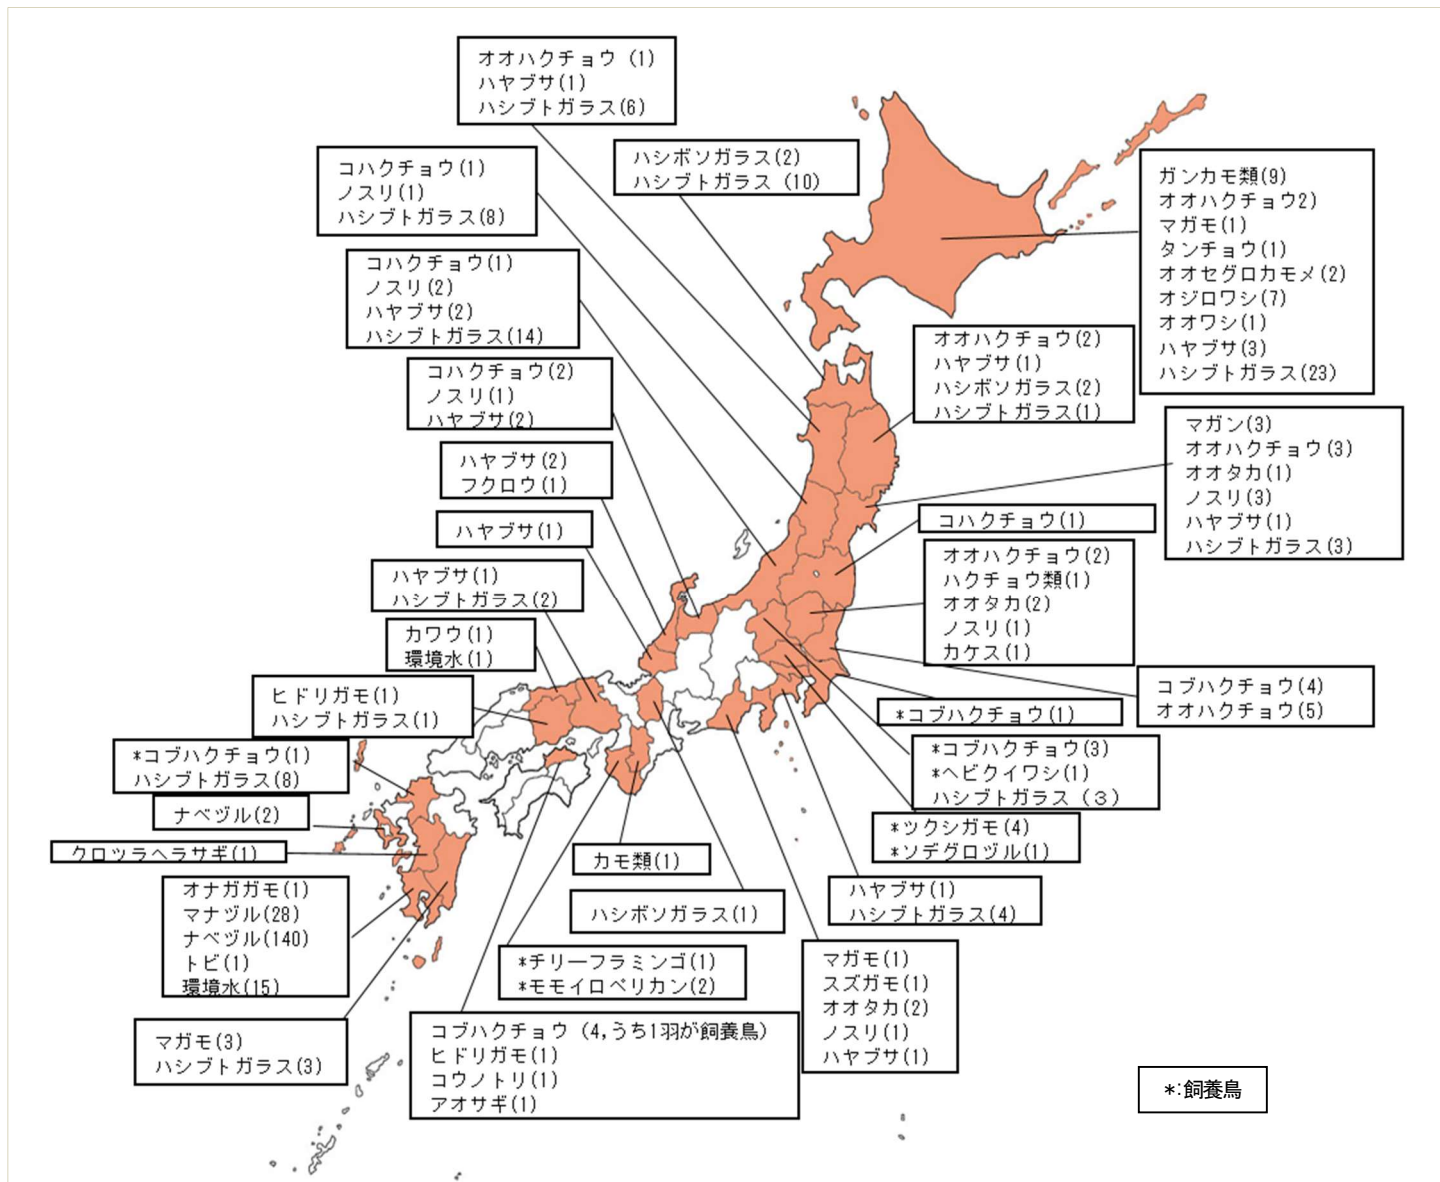 オオハクチョウ (1)
ハヤブサ(1)
ハシブトガラス(6)
ハシボソガラス(2)
ハシブトガラス (10)
コハクチョウ(1)
ノスリ(1)
ハシブトガラス(8)
ガンカモ類(9)
オオハクチョウ2)
マガモ(1)
タンチョウ(1)
オオセグロカモメ(2)
オジロワシ(7)
オオワシ(1)
ハヤブサ(3)
ハシブトガラス(23)
コハクチョウ(1)
ノスリ(2)
ハヤブサ(2)
ハシブトガラス(14)
オオハクチョウ(2)
ハヤブサ(1)
ハシボソガラス(2)
ハシブトガラス(1)
コハクチョウ(2)
ノスリ(1)
ハヤブサ(2)
マガン(3)
オオハクチョウ(3)
オオタカ(1)
ノスリ(3)
ハヤブサ(1)
ハシブトガラス(3)
ハヤブサ(2)
フクロウ(1)
コハクチョウ(1)
ハヤブサ(1)
オオハクチョウ(2)
ハクチョウ類(1)
オオタカ(2)
ノスリ(1)
カケス(1)
ハヤブサ(1)
ハシブトガラス(2)
カワウ(1)
環境水(1)
コブハクチョウ(4)
オオハクチョウ(5)
ヒドリガモ(1)
ハシブトガラス(1)
*コブハクチョウ(1)
*コブハクチョウ(1)
ハシブトガラス(8)
*コブハクチョウ(3)
*ヘビクイワシ(1)
ハシブトガラス（３）
ナベヅル(2)
*ツクシガモ(4)
*ソデグロヅル(1)
クロツラヘラサギ(1)
カモ類(1)
オナガガモ(1)
マナヅル(28)
ナベヅル(140)
トビ(1)
環境水(15)
ハヤブサ(1)
ハシブトガラス(4)
ハシボソガラス(1)
*チリーフラミンゴ(1)
*モモイロペリカン(2)
マガモ(1)
スズガモ(1)
オオタカ(2)
ノスリ(1)
ハヤブサ(1)
マガモ(3)
ハシブトガラス(3)
コブハクチョウ（4,うち1羽が飼養鳥）
ヒドリガモ(1)
コウノトリ(1)
アオサギ(1)
*:飼養鳥